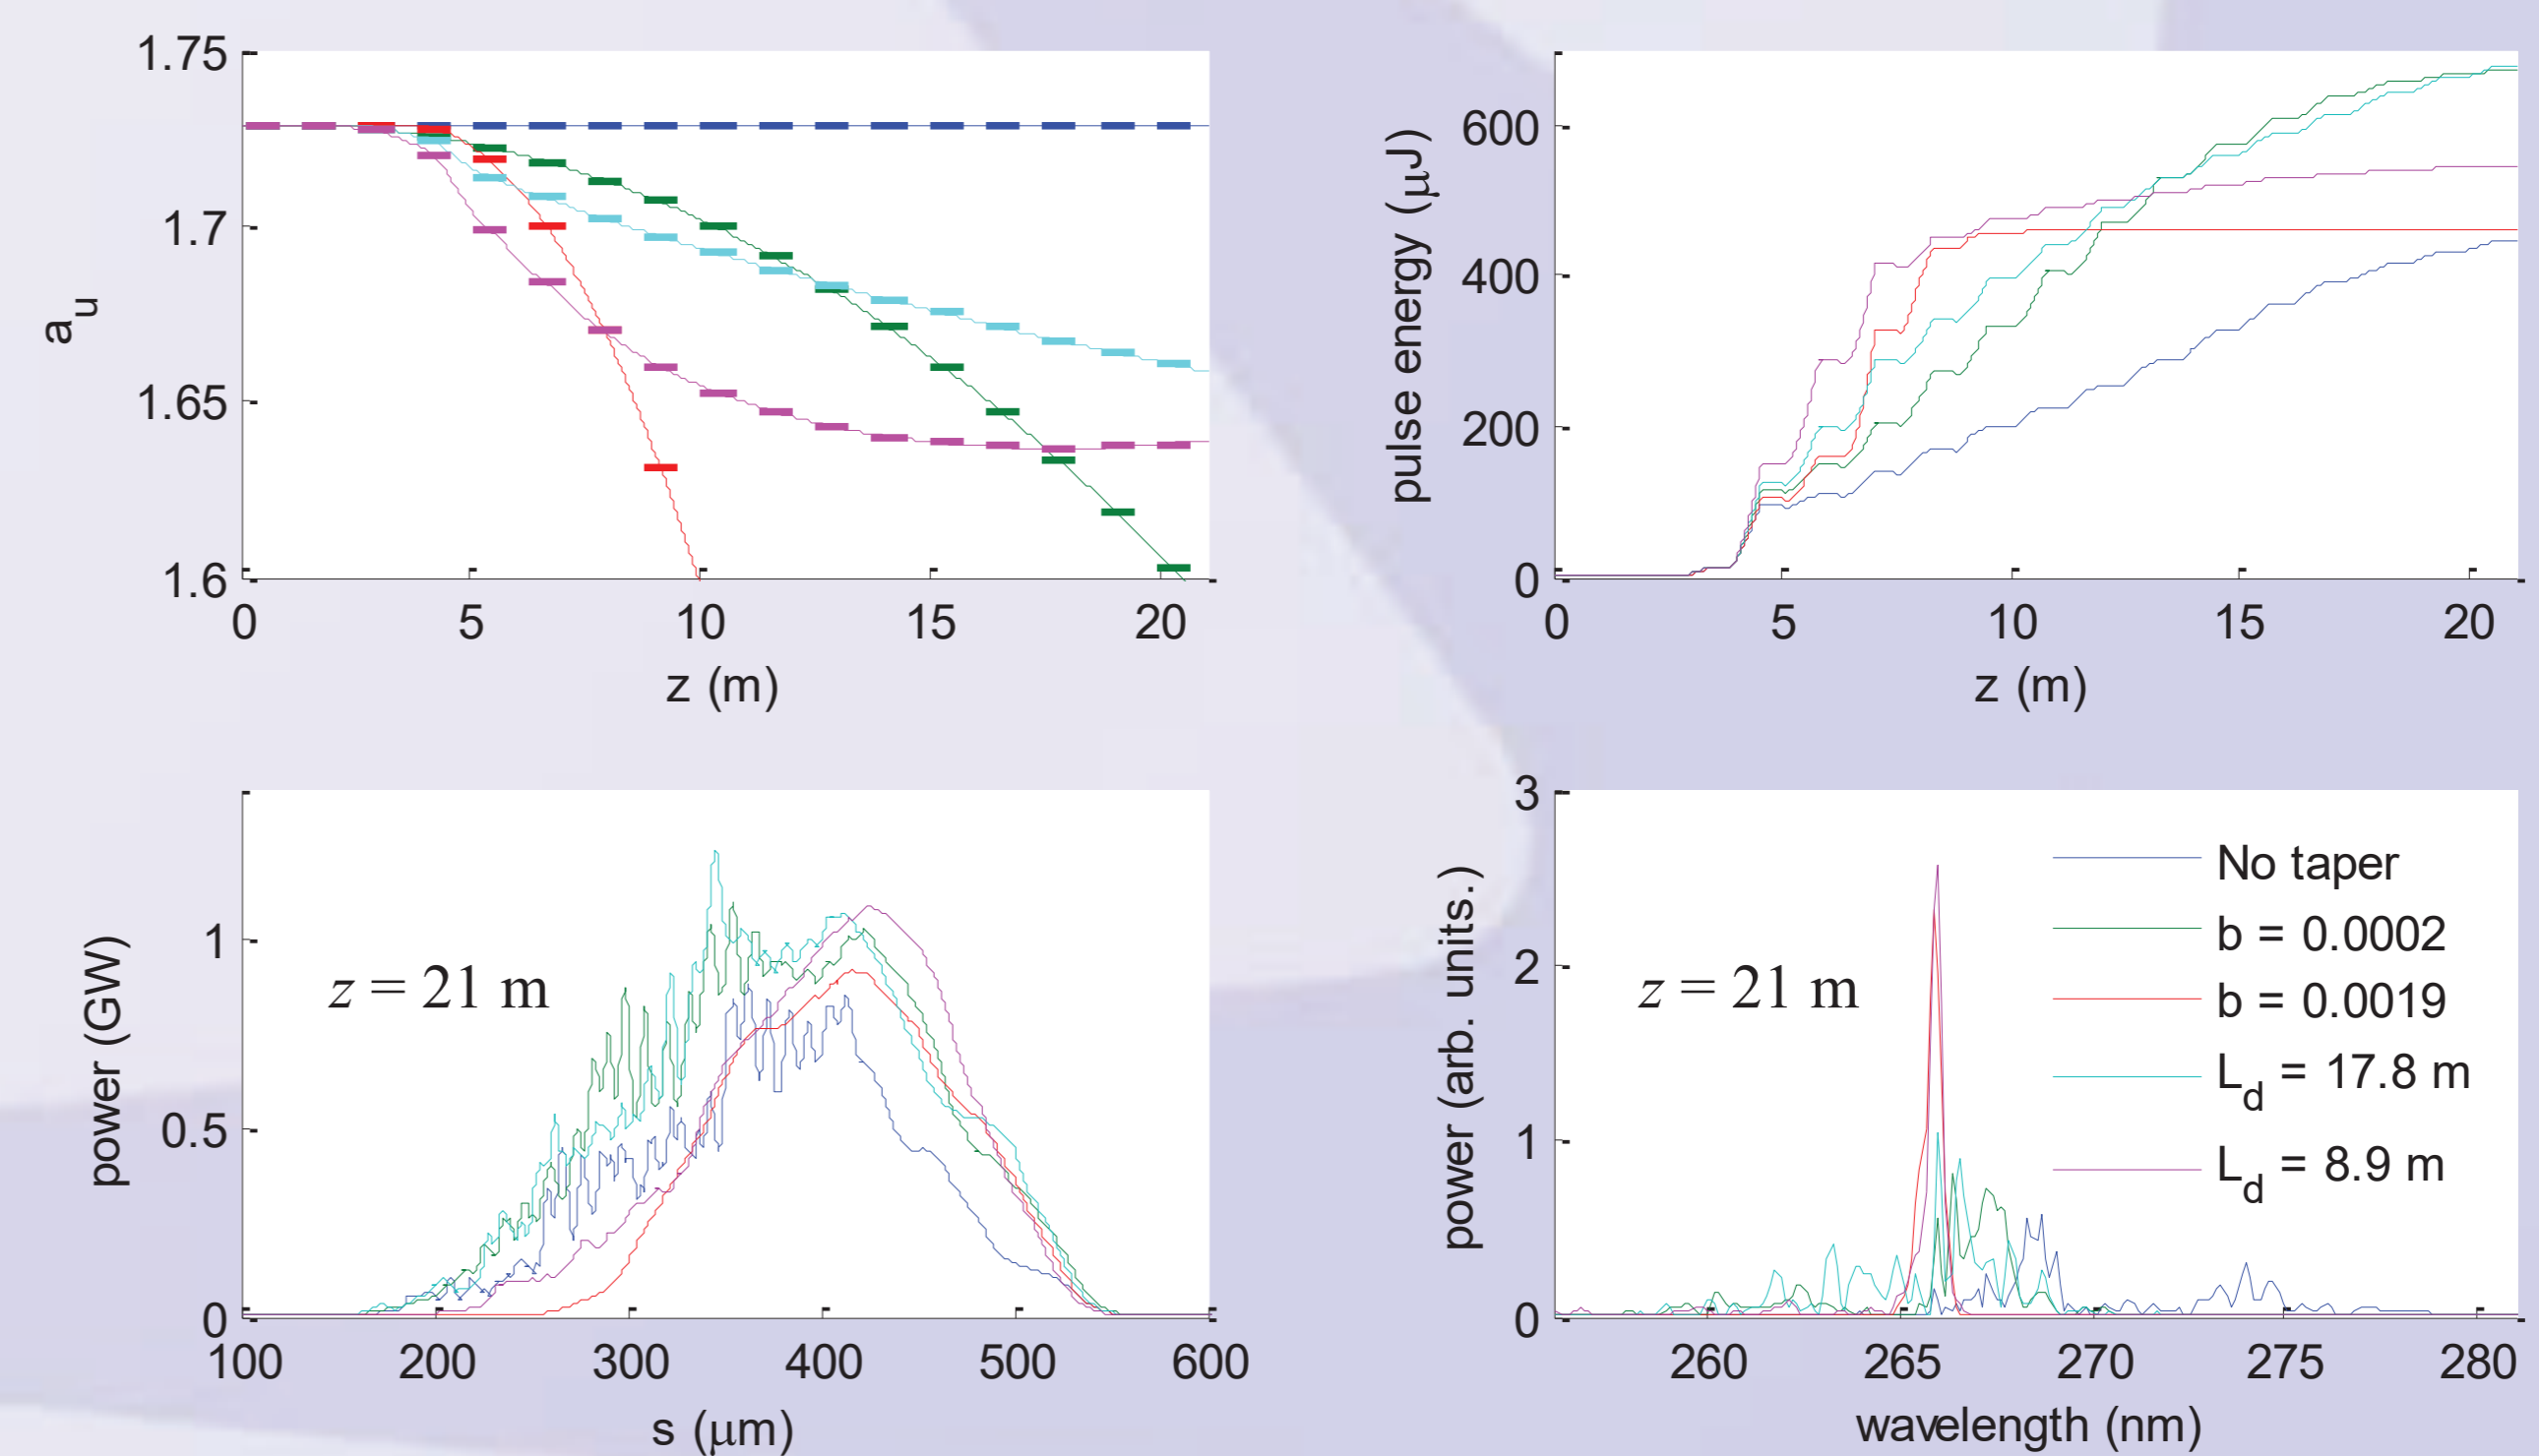 1.75
1.7
1.65
1.6
a_u
0 5 10 15 20
z (m)
600
400
200
0
pulse energy (μJ)
0 5 10 15 20
z (m)
1
0.5
0
power (GW)
z = 21 m
100 200 300 400 500 600
s (μm)
3
2
1
0
power (arb. units.)
z = 21 m
No taper
b = 0.0002
b = 0.0019
L_d = 17.8 m
L_d = 8.9 m
260 265 270 275 280
wavelength (nm)